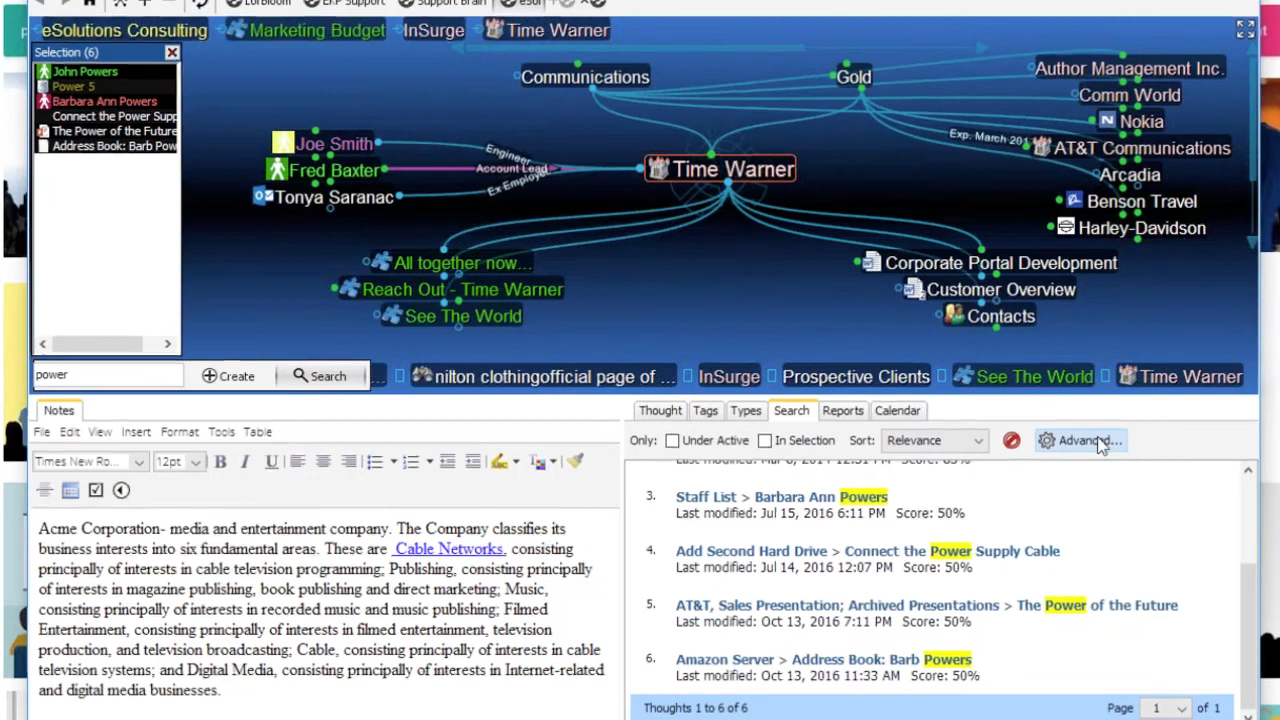 LorBloom ERP Support Support Brain eSol
eSolutions Consulting Marketing Budget InSurge Time Warner
Selection (6)
John Powers
Power 5
Barbara Ann Powers
Connect the Power Supp
The Power of the Future
Address Book: Barb Pow
Communications
Gold
Author Management Inc.
Comm World
Nokia
Exp. March 201
AT&T Communications
Arcadia
Benson Travel
Harley-Davidson
Joe Smith
Engineer
Fred Baxter
Account Lead
Time Warner
Tonya Saranac
Ex Employer
All together now...
Reach Out - Time Warner
See The World
Corporate Portal Development
Customer Overview
Contacts
power Create Search ... nilton clothingofficial page of ... InSurge Prospective Clients See The World Time Warner
Notes
File Edit View Insert Format Tools Table
Times New Ro... 12pt B I U
Acme Corporation- media and entertainment company. The Company classifies its
business interests into six fundamental areas. These are Cable Networks, consisting
principally of interests in cable television programming; Publishing, consisting principally
of interests in magazine publishing, book publishing and direct marketing; Music,
consisting principally of interests in recorded music and music publishing; Filmed
Entertainment, consisting principally of interests in filmed entertainment, television
production, and television broadcasting; Cable, consisting principally of interests in cable
television systems; and Digital Media, consisting principally of interests in Internet-related
and digital media businesses.
Thought Tags Types Search Reports Calendar
Only: Under Active In Selection Sort: Relevance Advanced...
3. Staff List > Barbara Ann Powers
Last modified: Jul 15, 2016 6:11 PM Score: 50%
4. Add Second Hard Drive > Connect the Power Supply Cable
Last modified: Jul 14, 2016 12:07 PM Score: 50%
5. AT&T, Sales Presentation; Archived Presentations > The Power of the Future
Last modified: Oct 13, 2016 7:11 PM Score: 50%
6. Amazon Server > Address Book: Barb Powers
Last modified: Oct 13, 2016 11:33 AM Score: 50%
Thoughts 1 to 6 of 6 Page 1 of 1